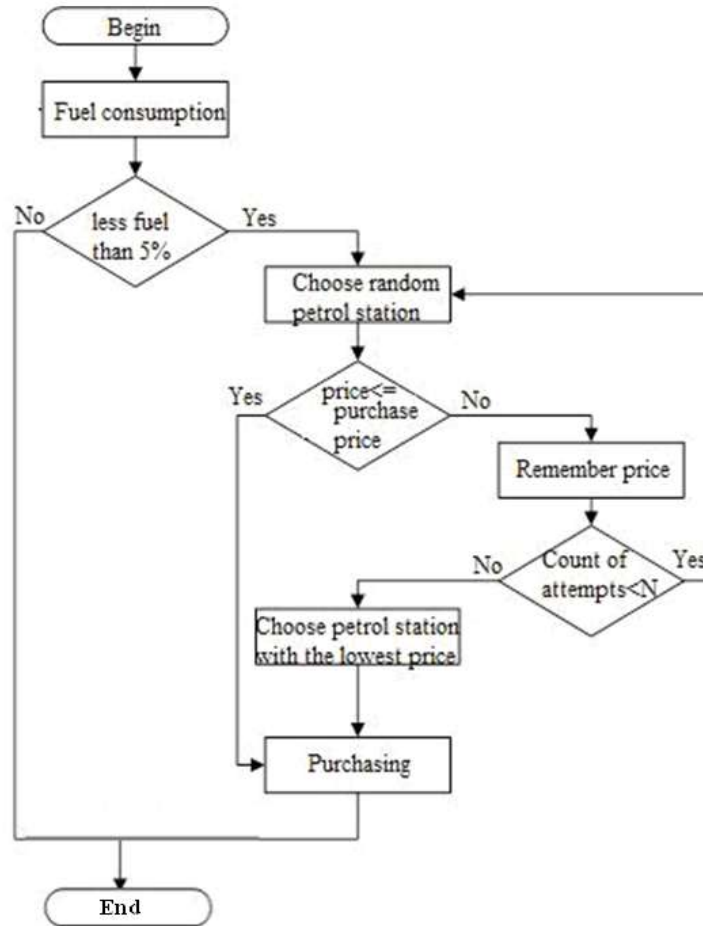 Begin
Fuel consumption
less fuel
than 5%
No
Yes
Choose random
petrol station
price<=
purchase
price
Yes
No
Remember price
Count of
attempts<N
No
Yes
Choose petrol station
with the lowest price
Purchasing
End